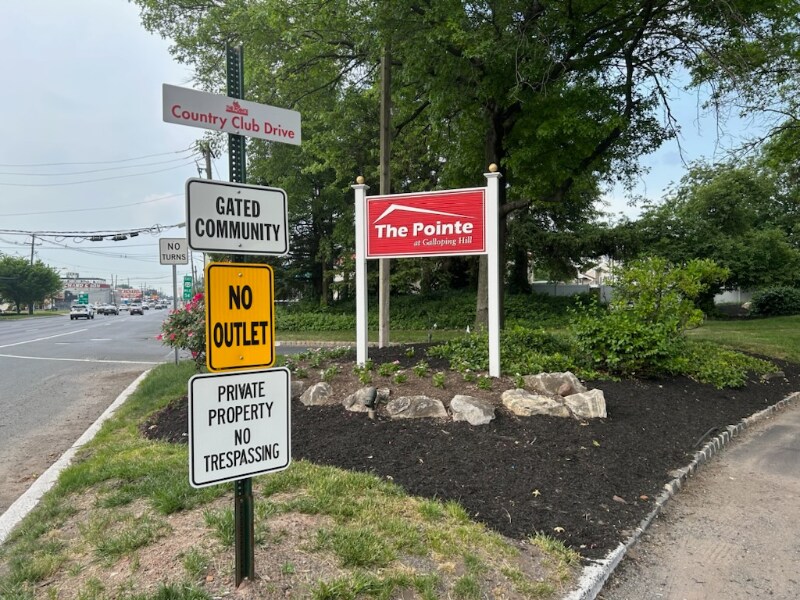 Country Club Drive
GATED
COMMUNITY
NO
TURNS
NO
OUTLET
PRIVATE
PROPERTY
NO
TRESPASSING
The Pointe
at Galloping Hill